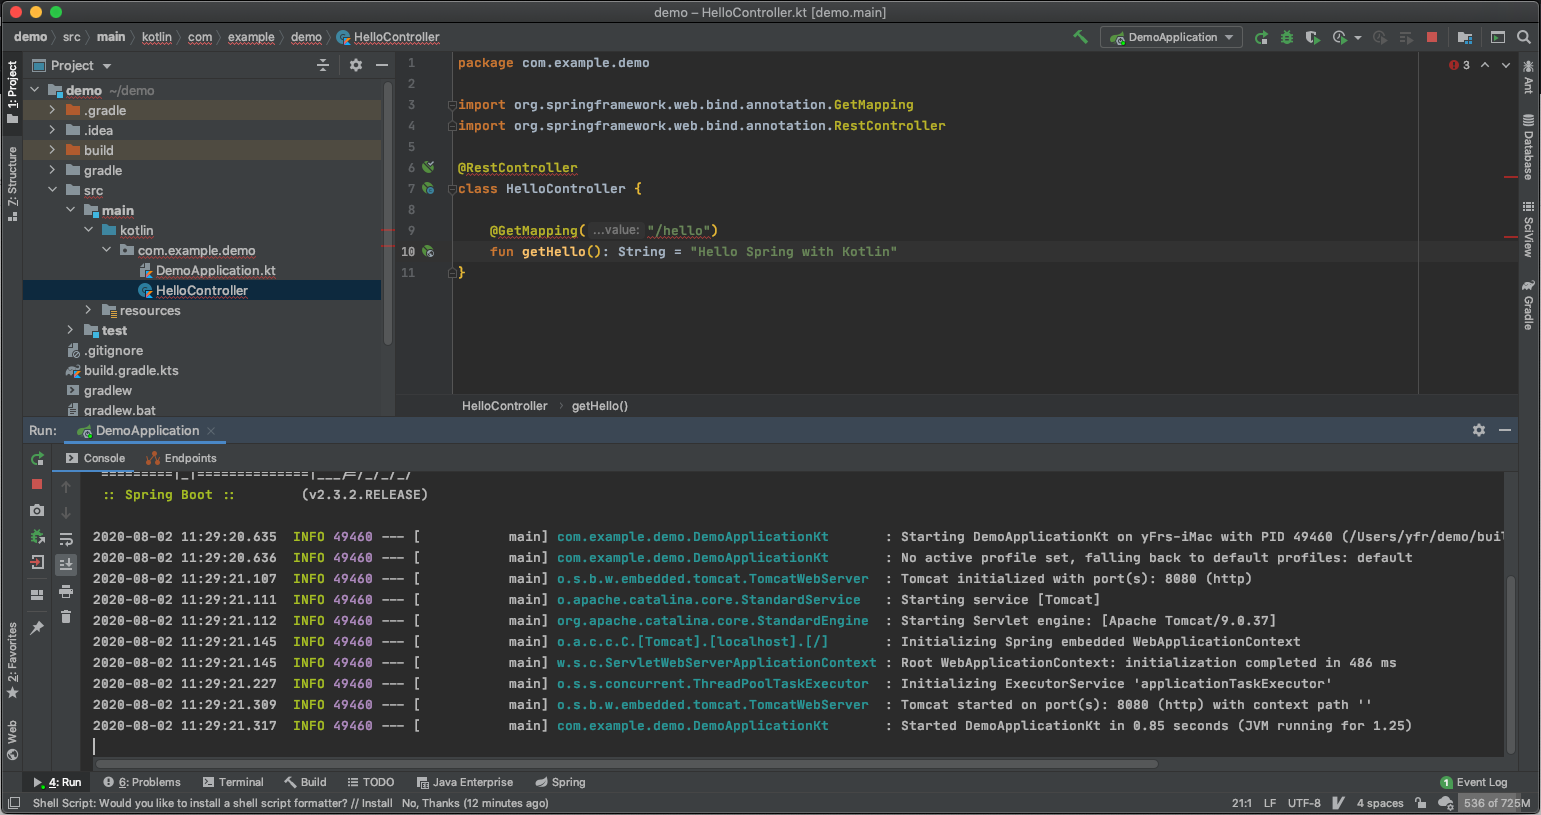 demo – HelloController.kt [demo.main]
demo src main kotlin com example demo HelloController
DemoApplication
1: Project
Z: Structure
2: Favorites
Web
Project
demo ~/demo
.gradle
.idea
build
gradle
src
main
kotlin
com.example.demo
DemoApplication.kt
HelloController
resources
test
.gitignore
build.gradle.kts
gradlew
gradlew.bat
1 package com.example.demo
2
3 import org.springframework.web.bind.annotation.GetMapping
4 import org.springframework.web.bind.annotation.RestController
5
6 @RestController
7 class HelloController {
8
9 @GetMapping( ...value: "/hello")
10 fun getHello(): String = "Hello Spring with Kotlin"
11 }
3
Ant
Database
SciView
Gradle
HelloController getHello()
Run: DemoApplication
Console Endpoints
=========|_|==============|___/=/_/_/_/
:: Spring Boot :: (v2.3.2.RELEASE)
2020-08-02 11:29:20.635 INFO 49460 --- [ main] com.example.demo.DemoApplicationKt : Starting DemoApplicationKt on yFrs-iMac with PID 49460 (/Users/yfr/demo/buil
2020-08-02 11:29:20.636 INFO 49460 --- [ main] com.example.demo.DemoApplicationKt : No active profile set, falling back to default profiles: default
2020-08-02 11:29:21.107 INFO 49460 --- [ main] o.s.b.w.embedded.tomcat.TomcatWebServer : Tomcat initialized with port(s): 8080 (http)
2020-08-02 11:29:21.111 INFO 49460 --- [ main] o.apache.catalina.core.StandardService : Starting service [Tomcat]
2020-08-02 11:29:21.112 INFO 49460 --- [ main] org.apache.catalina.core.StandardEngine : Starting Servlet engine: [Apache Tomcat/9.0.37]
2020-08-02 11:29:21.145 INFO 49460 --- [ main] o.a.c.c.C.[Tomcat].[localhost].[/] : Initializing Spring embedded WebApplicationContext
2020-08-02 11:29:21.145 INFO 49460 --- [ main] w.s.c.ServletWebServerApplicationContext : Root WebApplicationContext: initialization completed in 486 ms
2020-08-02 11:29:21.227 INFO 49460 --- [ main] o.s.s.concurrent.ThreadPoolTaskExecutor : Initializing ExecutorService 'applicationTaskExecutor'
2020-08-02 11:29:21.309 INFO 49460 --- [ main] o.s.b.w.embedded.tomcat.TomcatWebServer : Tomcat started on port(s): 8080 (http) with context path ''
2020-08-02 11:29:21.317 INFO 49460 --- [ main] com.example.demo.DemoApplicationKt : Started DemoApplicationKt in 0.85 seconds (JVM running for 1.25)
4: Run 6: Problems Terminal Build TODO Java Enterprise Spring 1 Event Log
Shell Script: Would you like to install a shell script formatter? // Install No, Thanks (12 minutes ago) 21:1 LF UTF-8 4 spaces 536 of 725M